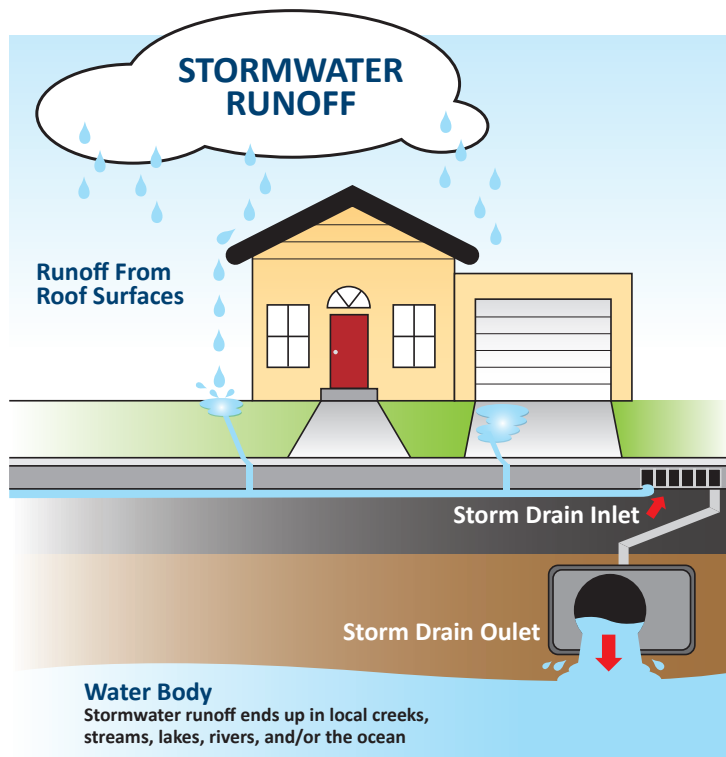 STORMWATER
RUNOFF
Runoff From
Roof Surfaces
Storm Drain Inlet
Storm Drain Oulet
Water Body
Stormwater runoff ends up in local creeks,
streams, lakes, rivers, and/or the ocean